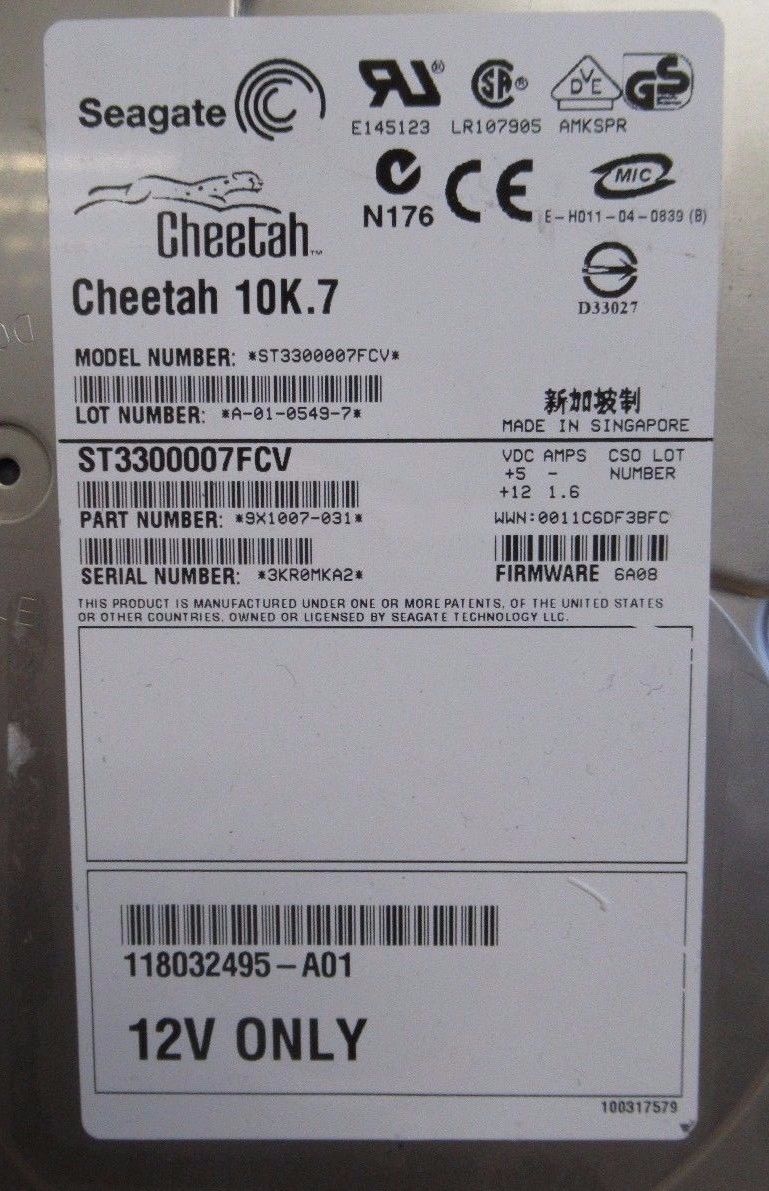 Seagate
E145123 LR107905 AMKSPR
Cheetah™
N176 CE MIC
E-H011-04-0839 (B)
Cheetah 10K.7
D33027
MODEL NUMBER: *ST3300007FCV*
LOT NUMBER: *A-01-0549-7*
新加坡制
MADE IN SINGAPORE
ST3300007FCV
VDC AMPS CSO LOT
+5 - NUMBER
+12 1.6
PART NUMBER: *9X1007-031*
WWN:0011C6DF3BFC
SERIAL NUMBER: *3KR0MKA2*
FIRMWARE 6A08
THIS PRODUCT IS MANUFACTURED UNDER ONE OR MORE PATENTS, OF THE UNITED STATES
OR OTHER COUNTRIES, OWNED OR LICENSED BY SEAGATE TECHNOLOGY LLC.
118032495-A01
12V ONLY
100317579